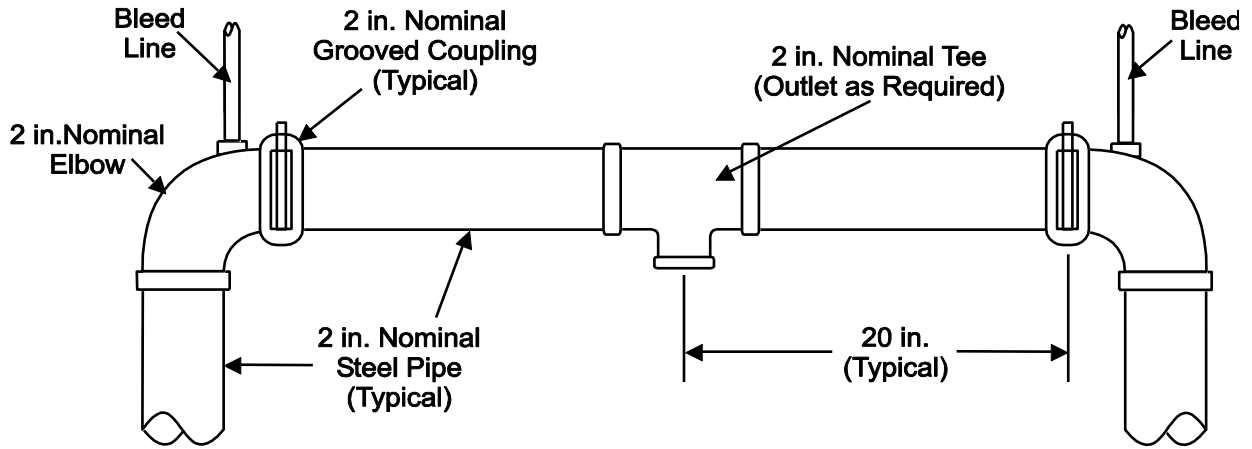 Bleed
Line
2 in. Nominal
Grooved Coupling
(Typical)
2 in. Nominal Tee
(Outlet as Required)
Bleed
Line
2 in.Nominal
Elbow
2 in. Nominal
Steel Pipe
(Typical)
20 in.
(Typical)